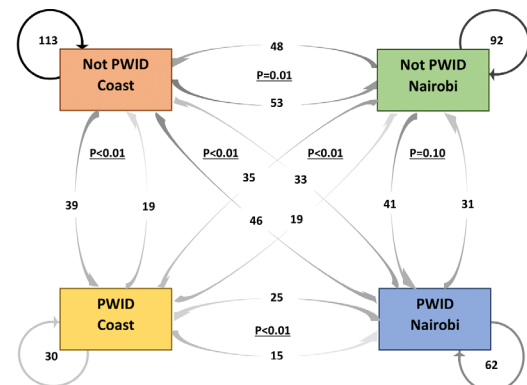 113
48
92
Not PWID
Coast
P=0.01
Not PWID
Nairobi
53
P<0.01
P<0.01
P<0.01
P=0.10
35
33
39
19
41
31
46
19
25
PWID
Coast
PWID
Nairobi
P<0.01
30
15
62